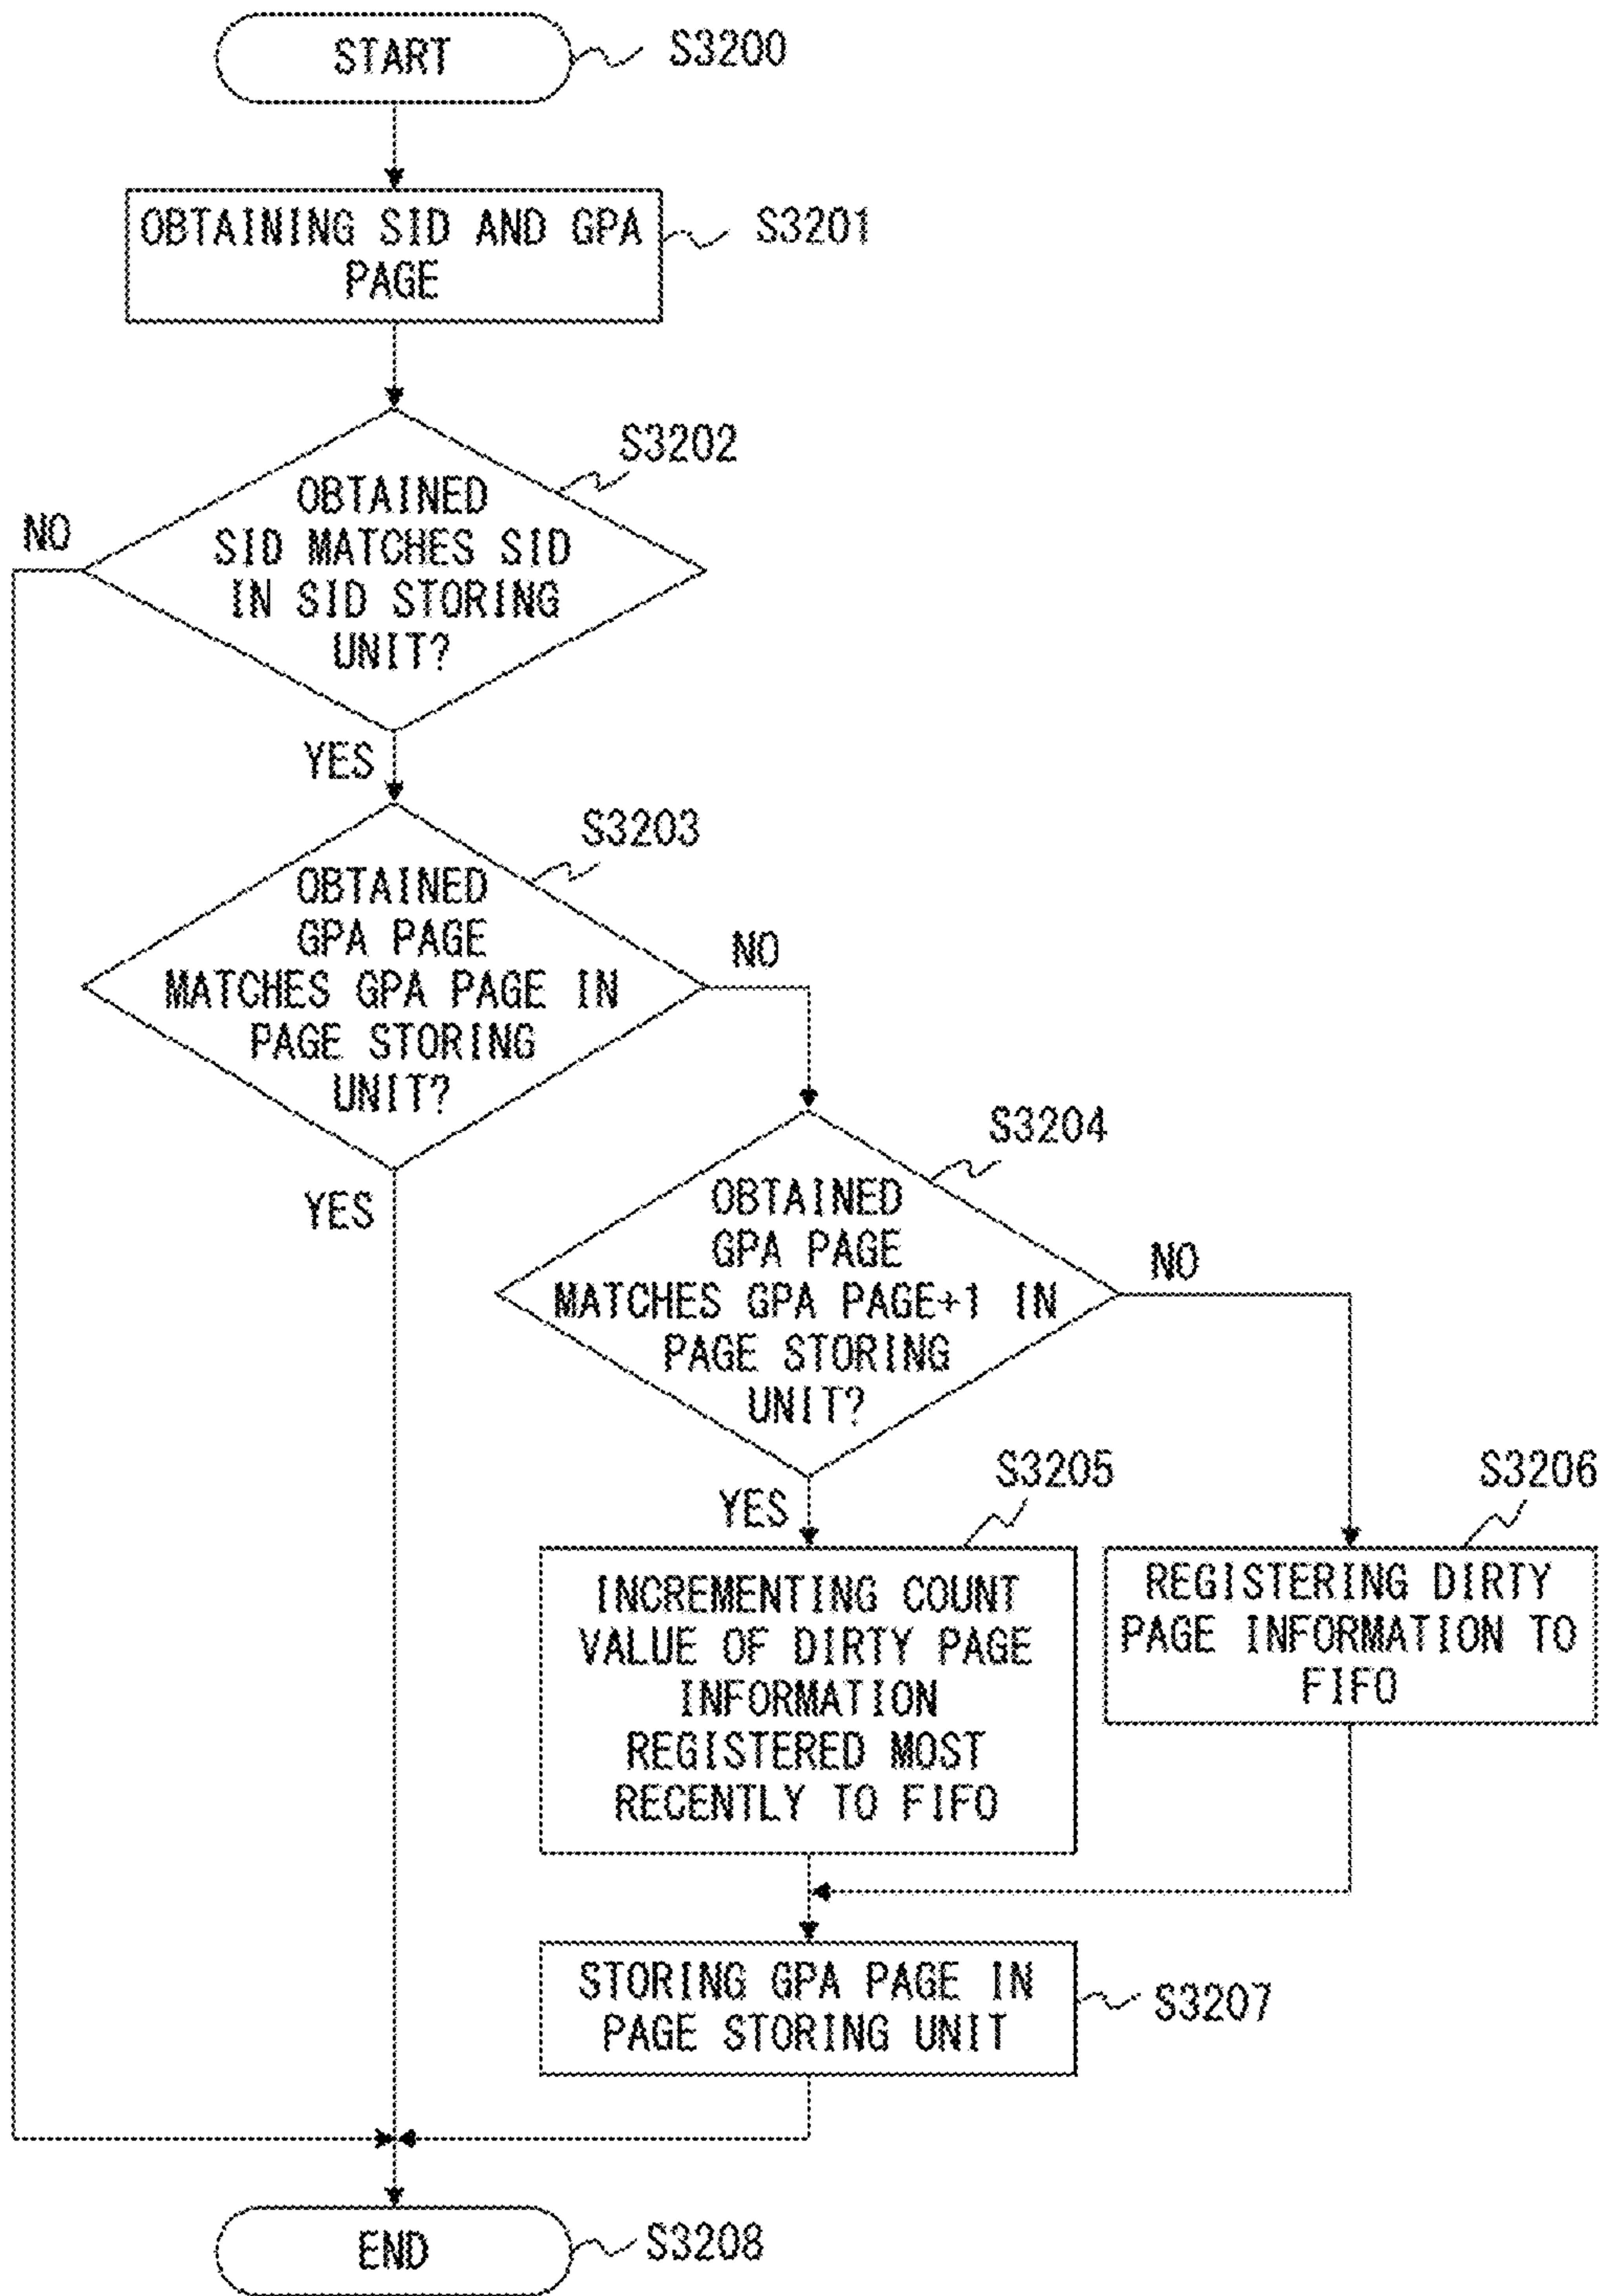 START
S3200
OBTAINING SID AND GPA
PAGE
S3201
S3202
OBTAINED
SID MATCHES SID
IN SID STORING
UNIT?
NO
YES
S3203
OBTAINED
GPA PAGE
MATCHES GPA PAGE IN
PAGE STORING
UNIT?
NO
YES
S3204
OBTAINED
GPA PAGE
MATCHES GPA PAGE+1 IN
PAGE STORING
UNIT?
NO
YES
S3205
INCREMENTING COUNT
VALUE OF DIRTY PAGE
INFORMATION
REGISTERED MOST
RECENTLY TO FIFO
S3206
REGISTERING DIRTY
PAGE INFORMATION TO
FIFO
STORING GPA PAGE IN
PAGE STORING UNIT
S3207
END
S3208